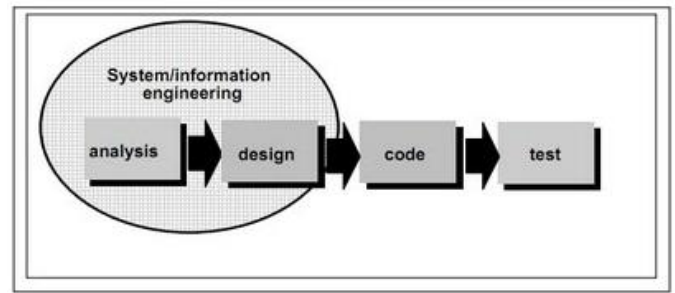 System/information
engineering
analysis
design
code
test